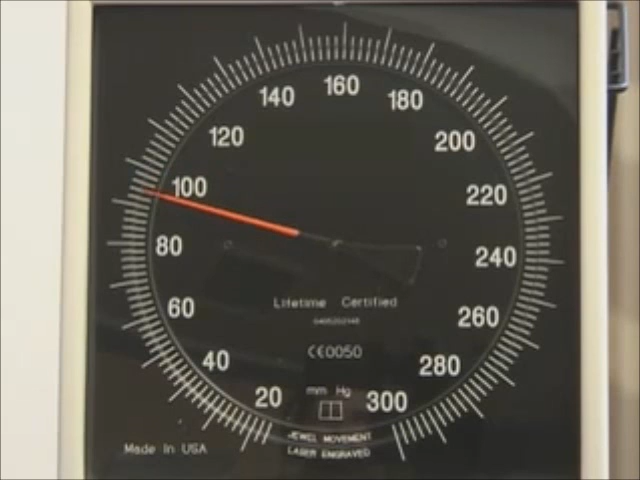 160
140
180
120
200
100
220
80
240
60
260
Lifetime Certified
CE0050
40
280
mm Hg
20
300
JEWEL MOVEMENT
LASER ENGRAVED
Made In USA